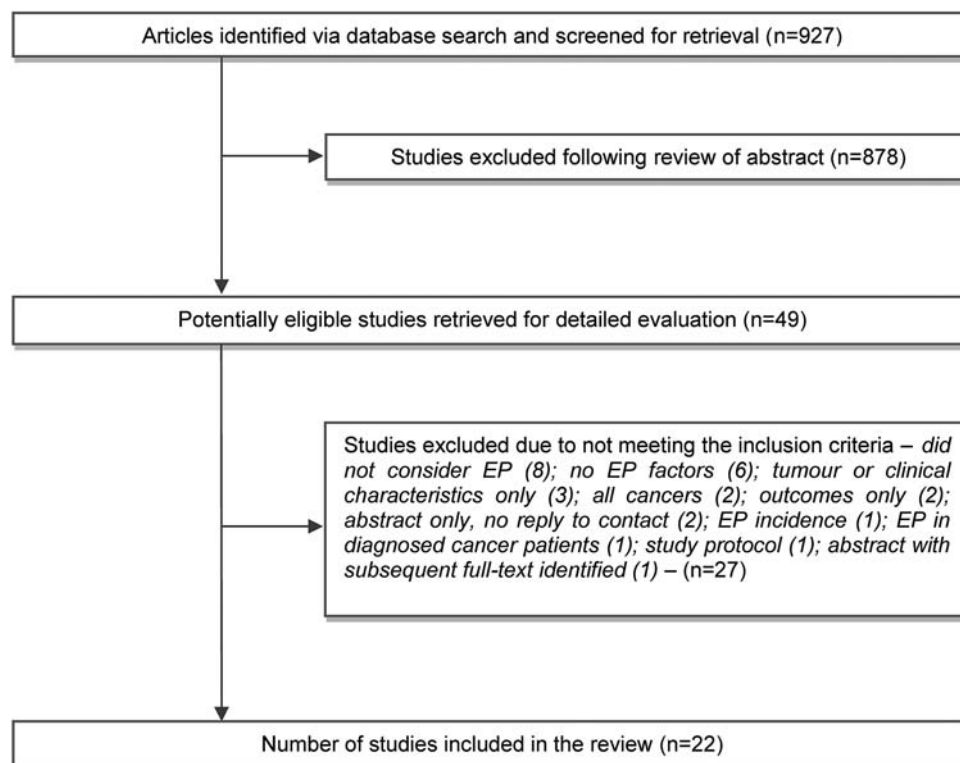 Articles identified via database search and screened for retrieval (n=927)
Studies excluded following review of abstract (n=878)
Potentially eligible studies retrieved for detailed evaluation (n=49)
Studies excluded due to not meeting the inclusion criteria – did
not consider EP (8); no EP factors (6); tumour or clinical
characteristics only (3); all cancers (2); outcomes only (2);
abstract only, no reply to contact (2); EP incidence (1); EP in
diagnosed cancer patients (1); study protocol (1); abstract with
subsequent full-text identified (1) – (n=27)
Number of studies included in the review (n=22)